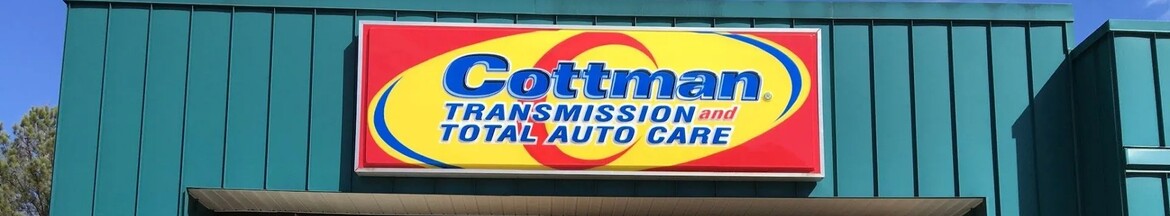 Cottman®
TRANSMISSION and
TOTAL AUTO CARE